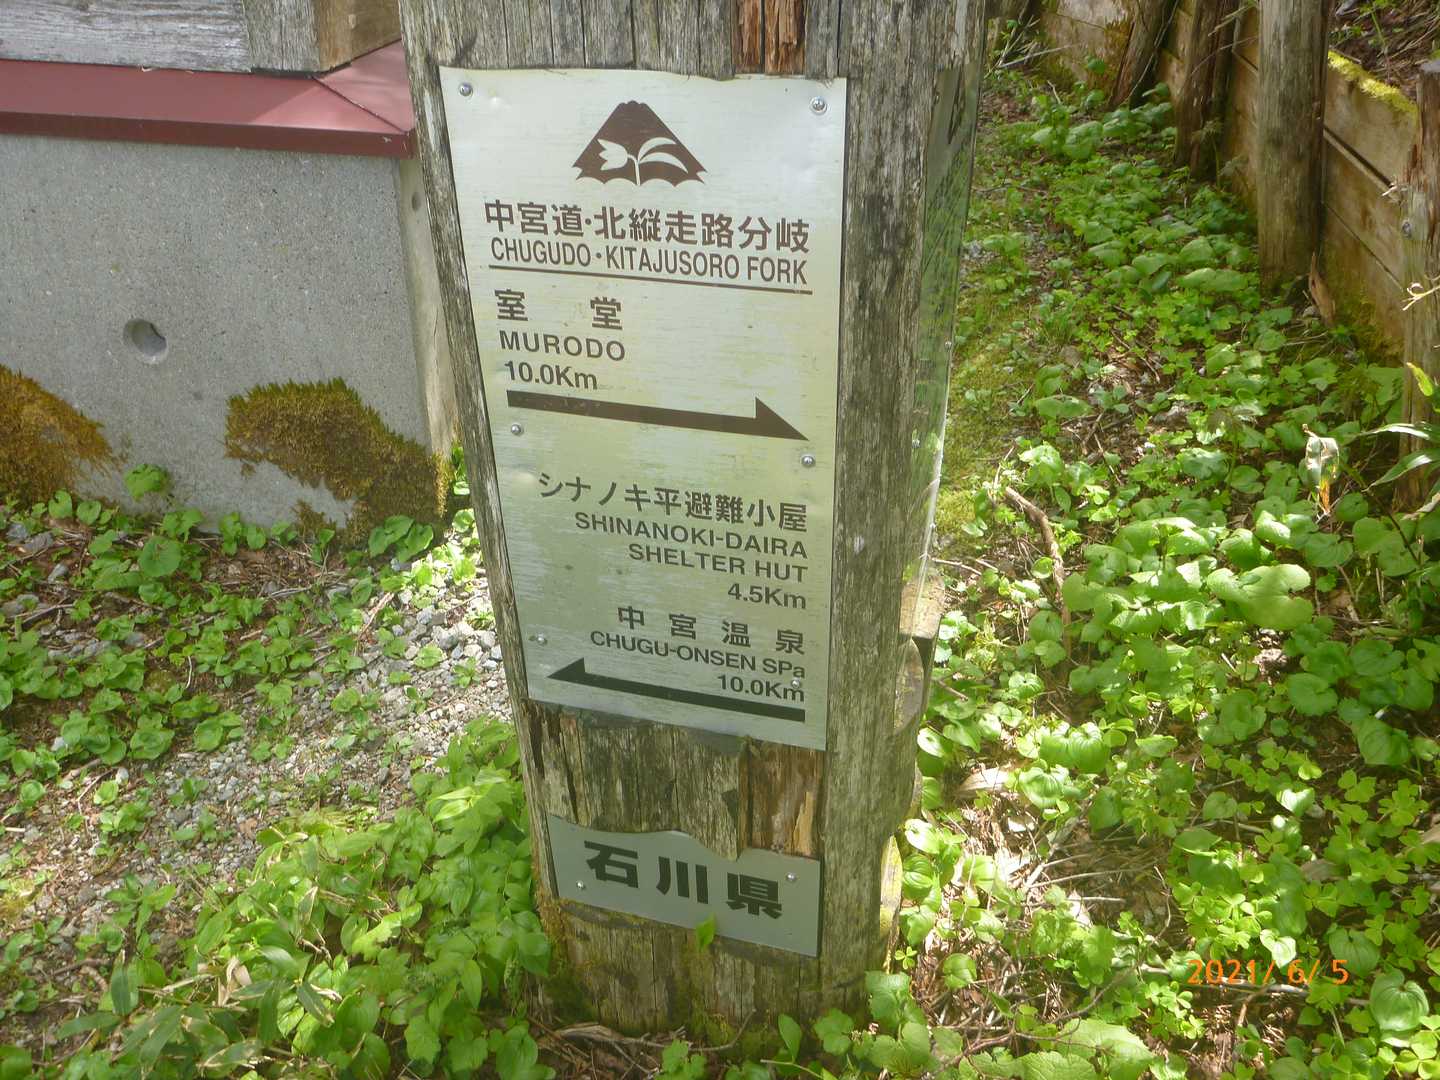 中宮道・北縦走路分岐
CHUGUDO・KITAJUSORO FORK
室 堂
MURODO
10.0Km
シナノキ平避難小屋
SHINANOKI-DAIRA
SHELTER HUT
4.5Km
中宮温泉
CHUGU-ONSEN SPa
10.0Km
石川県
2021/ 6/ 5